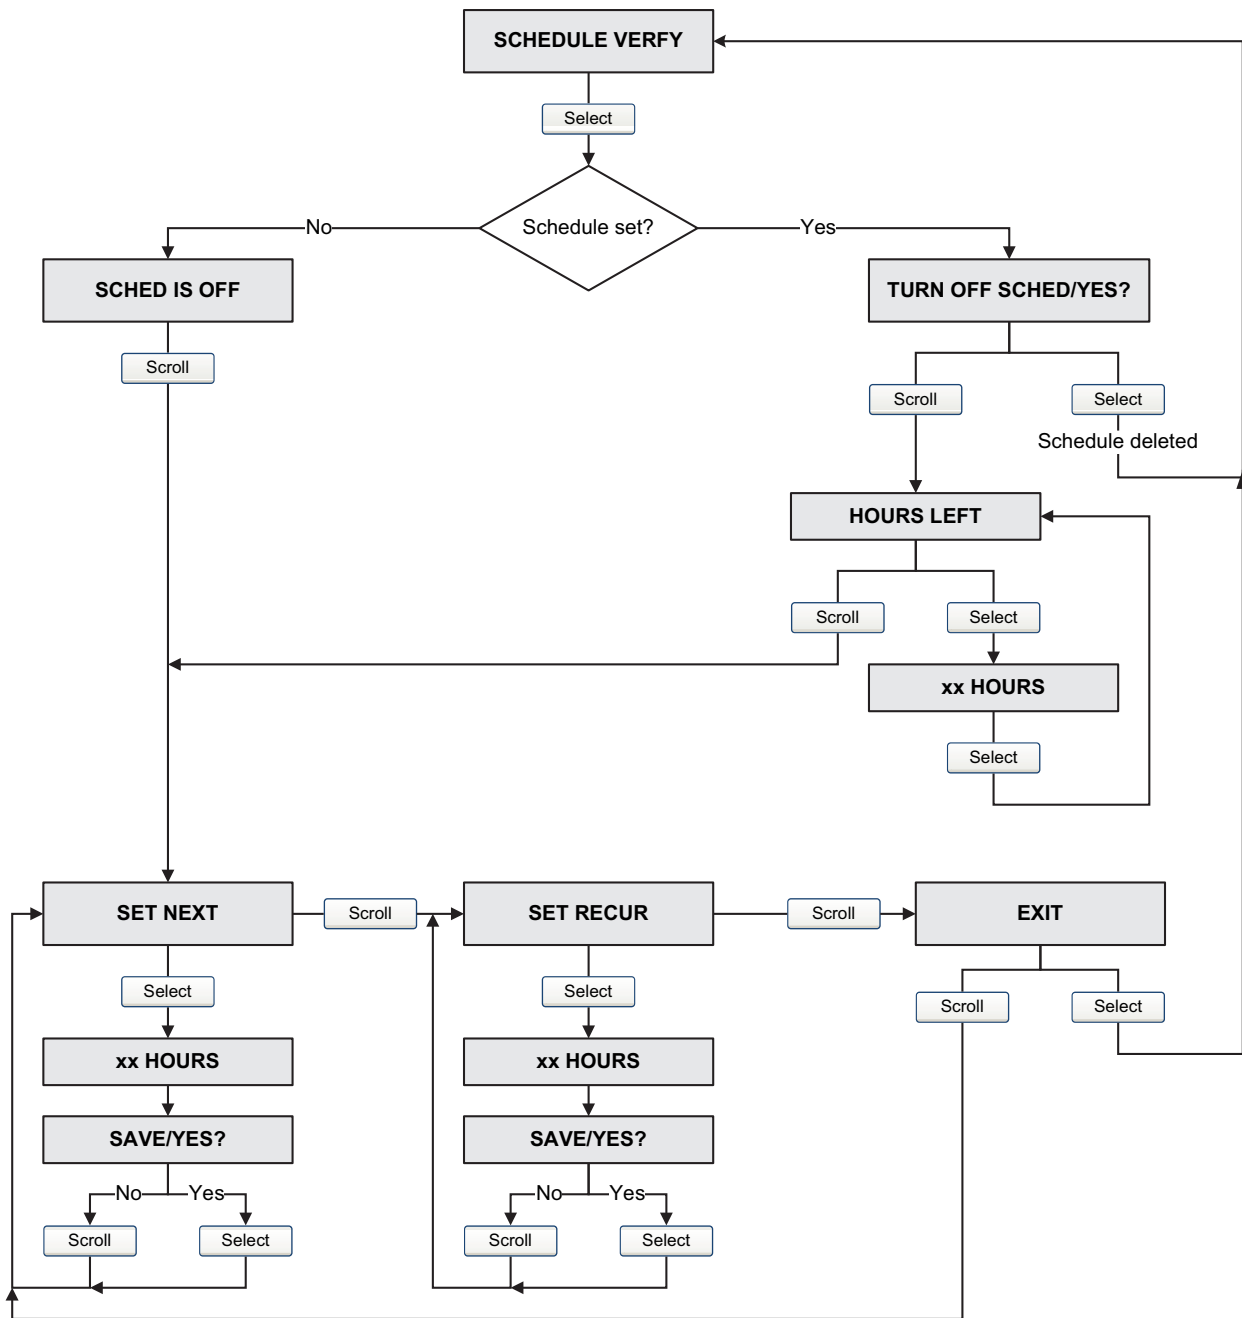 SCHEDULE VERFY
Select
No
Schedule set?
Yes
SCHED IS OFF
TURN OFF SCHED/YES?
Scroll
Scroll
Select
Schedule deleted
HOURS LEFT
Scroll
Select
xx HOURS
Select
SET NEXT
Scroll
SET RECUR
Scroll
EXIT
Select
Select
Scroll
Select
xx HOURS
xx HOURS
SAVE/YES?
SAVE/YES?
No
Yes
No
Yes
Scroll
Select
Scroll
Select